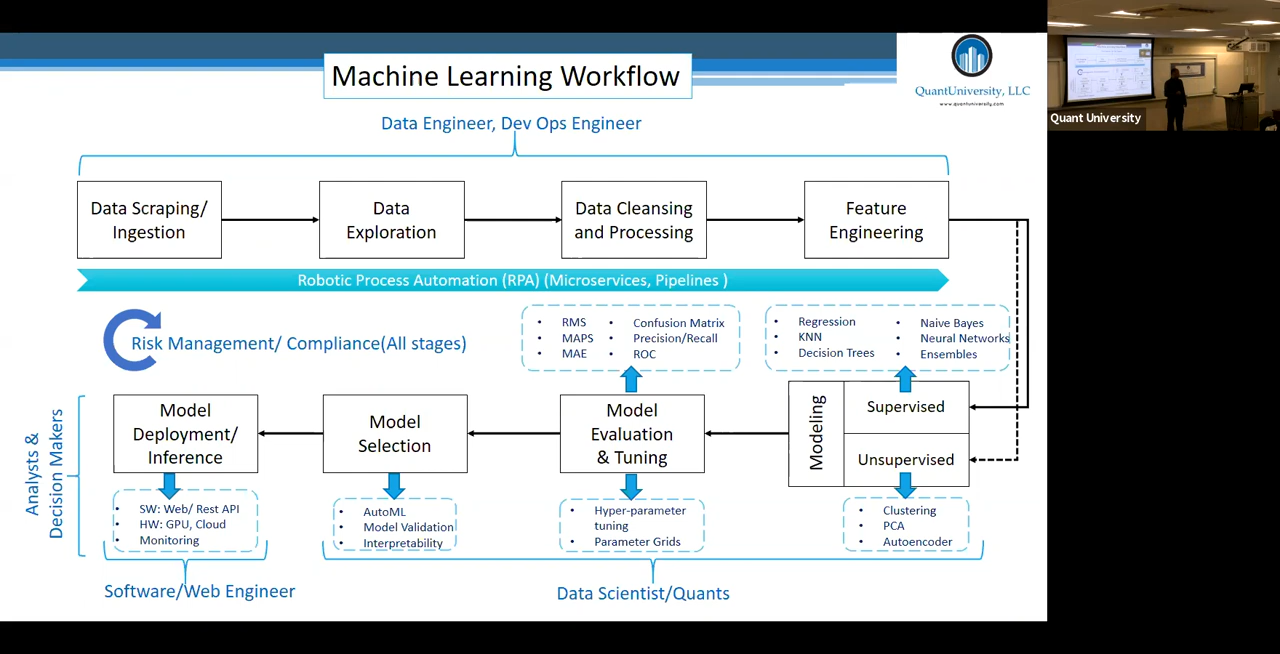 Machine Learning Workflow
QuantUniversity, LLC
www.quantuniversity.com
Quant University
Data Engineer, Dev Ops Engineer
Data Scraping/
Ingestion
Data
Exploration
Data Cleansing
and Processing
Feature
Engineering
Robotic Process Automation (RPA) (Microservices, Pipelines )
Risk Management/ Compliance(All stages)
• RMS
• MAPS
• MAE
• Confusion Matrix
• Precision/Recall
• ROC
• Regression
• KNN
• Decision Trees
• Naive Bayes
• Neural Networks
• Ensembles
Analysts &
Decision Makers
Model
Deployment/
Inference
Model
Selection
Model
Evaluation
& Tuning
Modeling
Supervised
Unsupervised
• SW: Web/ Rest API
• HW: GPU, Cloud
• Monitoring
• AutoML
• Model Validation
• Interpretability
• Hyper-parameter
tuning
• Parameter Grids
• Clustering
• PCA
• Autoencoder
Software/Web Engineer
Data Scientist/Quants